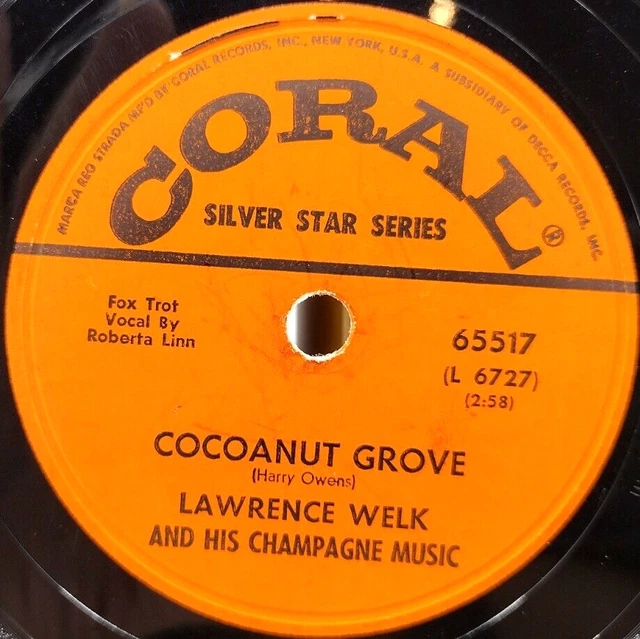 MARCA REG STRADA MF'D BY CORAL RECORDS, INC., NEW YORK, U.S.A. A SUBSIDIARY OF DECCA RECORDS, INC.
CORAL®
SILVER STAR SERIES
Fox Trot
Vocal By
Roberta Linn
65517
(L 6727)
(2:58)
COCOANUT GROVE
(Harry Owens)
LAWRENCE WELK
AND HIS CHAMPAGNE MUSIC